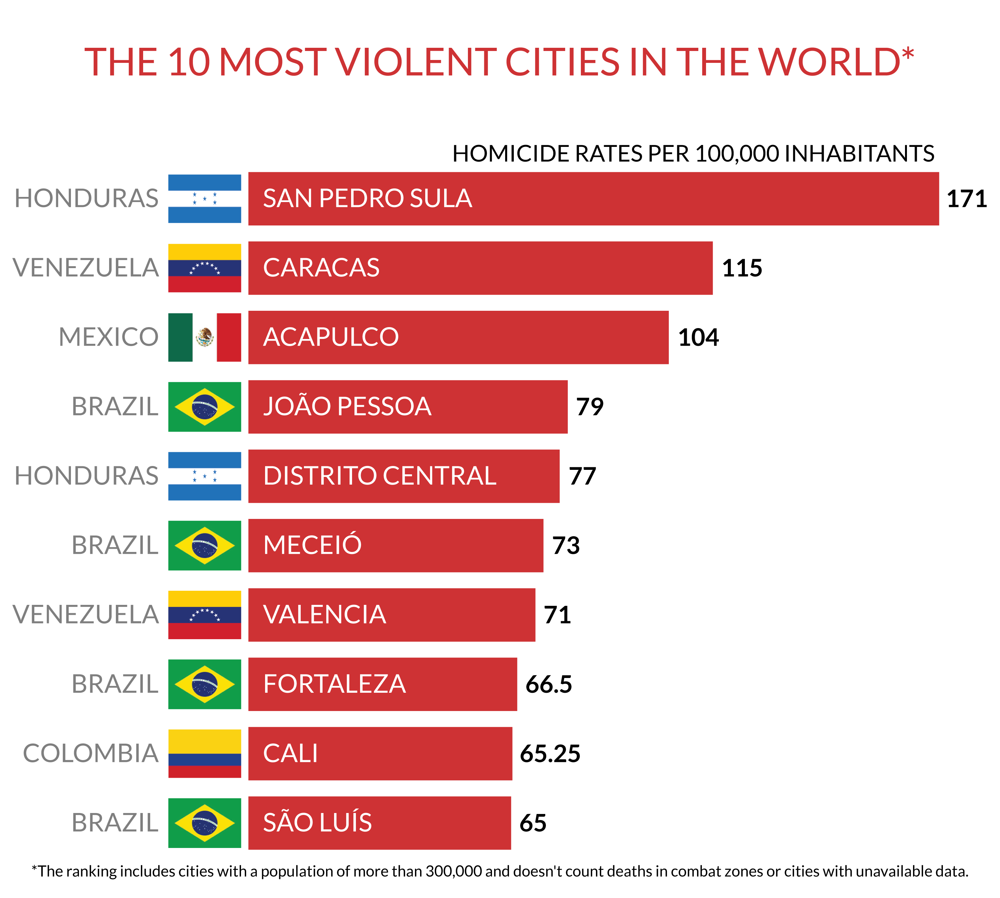 THE 10 MOST VIOLENT CITIES IN THE WORLD*
HOMICIDE RATES PER 100,000 INHABITANTS
HONDURAS SAN PEDRO SULA 171
VENEZUELA CARACAS 115
MEXICO ACAPULCO 104
BRAZIL JOÃO PESSOA 79
HONDURAS DISTRITO CENTRAL 77
BRAZIL MECEIÓ 73
VENEZUELA VALENCIA 71
BRAZIL FORTALEZA 66.5
COLOMBIA CALI 65.25
BRAZIL SÃO LUÍS 65
*The ranking includes cities with a population of more than 300,000 and doesn't count deaths in combat zones or cities with unavailable data.